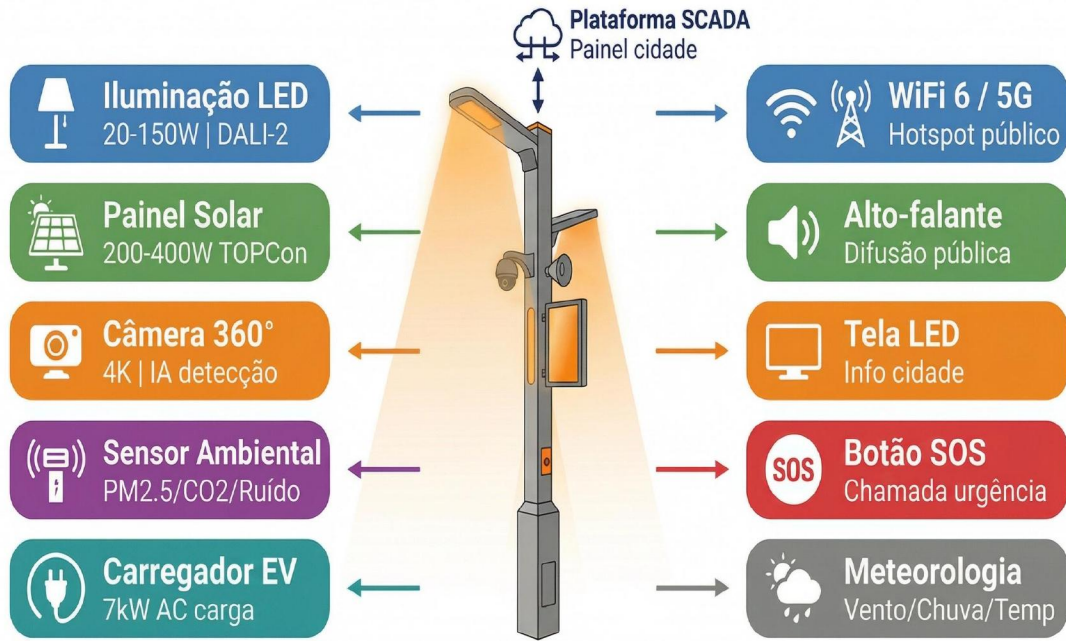 Plataforma SCADA
Painel cidade
Iluminação LED
20-150W | DALI-2
Painel Solar
200-400W TOPCon
Câmera 360°
4K | IA detecção
Sensor Ambiental
PM2.5/CO2/Ruído
Carregador EV
7kW AC carga
WiFi 6 / 5G
Hotspot público
Alto-falante
Difusão pública
Tela LED
Info cidade
SOS
Botão SOS
Chamada urgência
Meteorologia
Vento/Chuva/Temp